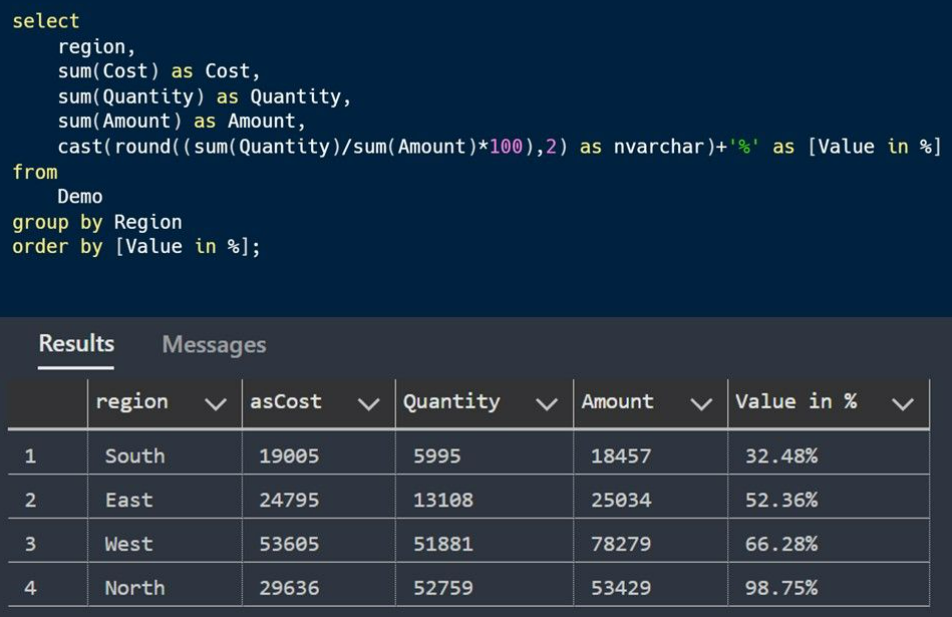 select
region,
sum(Cost) as Cost,
sum(Quantity) as Quantity,
sum(Amount) as Amount,
cast(round((sum(Quantity)/sum(Amount)*100),2) as nvarchar)+'%' as [Value in %]
from
Demo
group by Region
order by [Value in %];
Results Messages
region asCost Quantity Amount Value in %
1 South 19005 5995 18457 32.48%
2 East 24795 13108 25034 52.36%
3 West 53605 51881 78279 66.28%
4 North 29636 52759 53429 98.75%